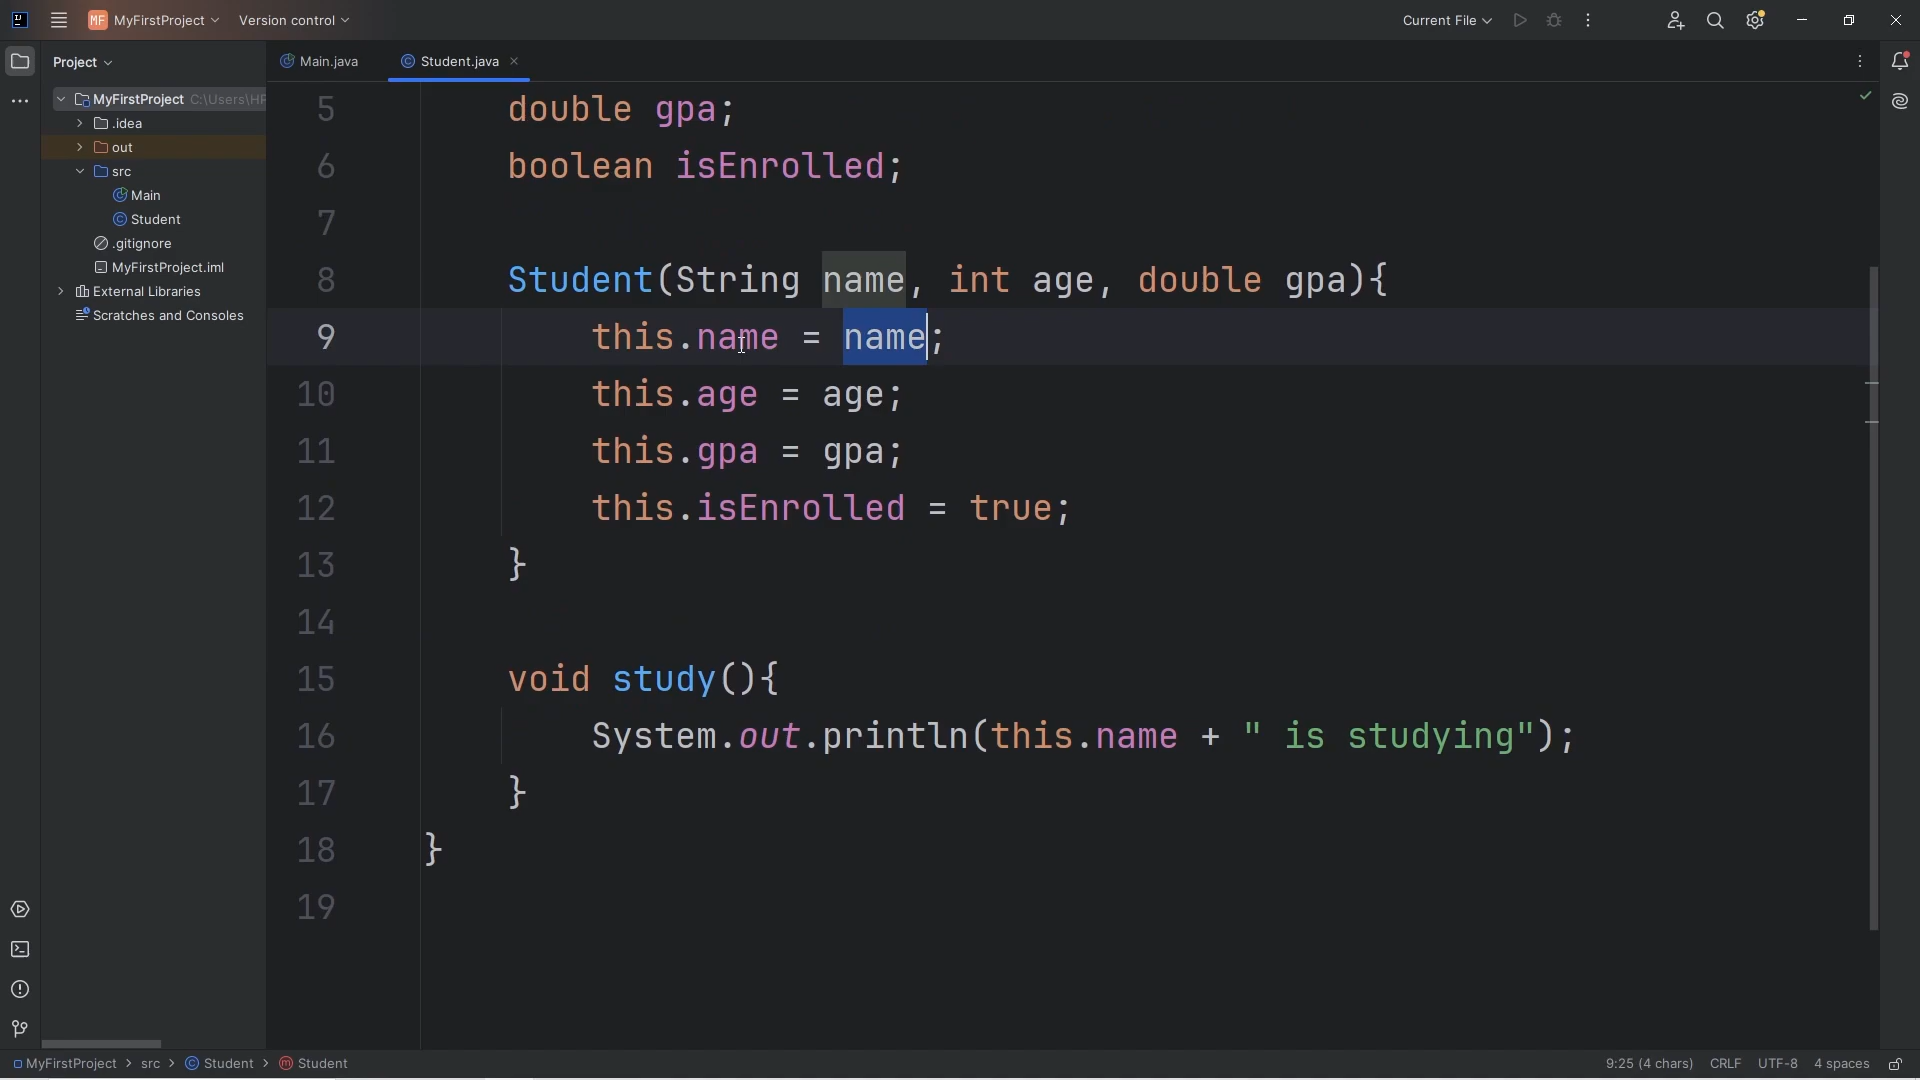 MF MyFirstProject Version control Current File
Project Main.java Student.java
MyFirstProject C:\Users\HP
.idea
out
src
Main
Student
.gitignore
MyFirstProject.iml
External Libraries
Scratches and Consoles
5 double gpa;
6 boolean isEnrolled;
7
8 Student(String name, int age, double gpa){
9 this.name = name;
10 this.age = age;
11 this.gpa = gpa;
12 this.isEnrolled = true;
13 }
14
15 void study(){
16 System.out.println(this.name + " is studying");
17 }
18 }
19
MyFirstProject > src > Student > Student 9:25 (4 chars) CRLF UTF-8 4 spaces